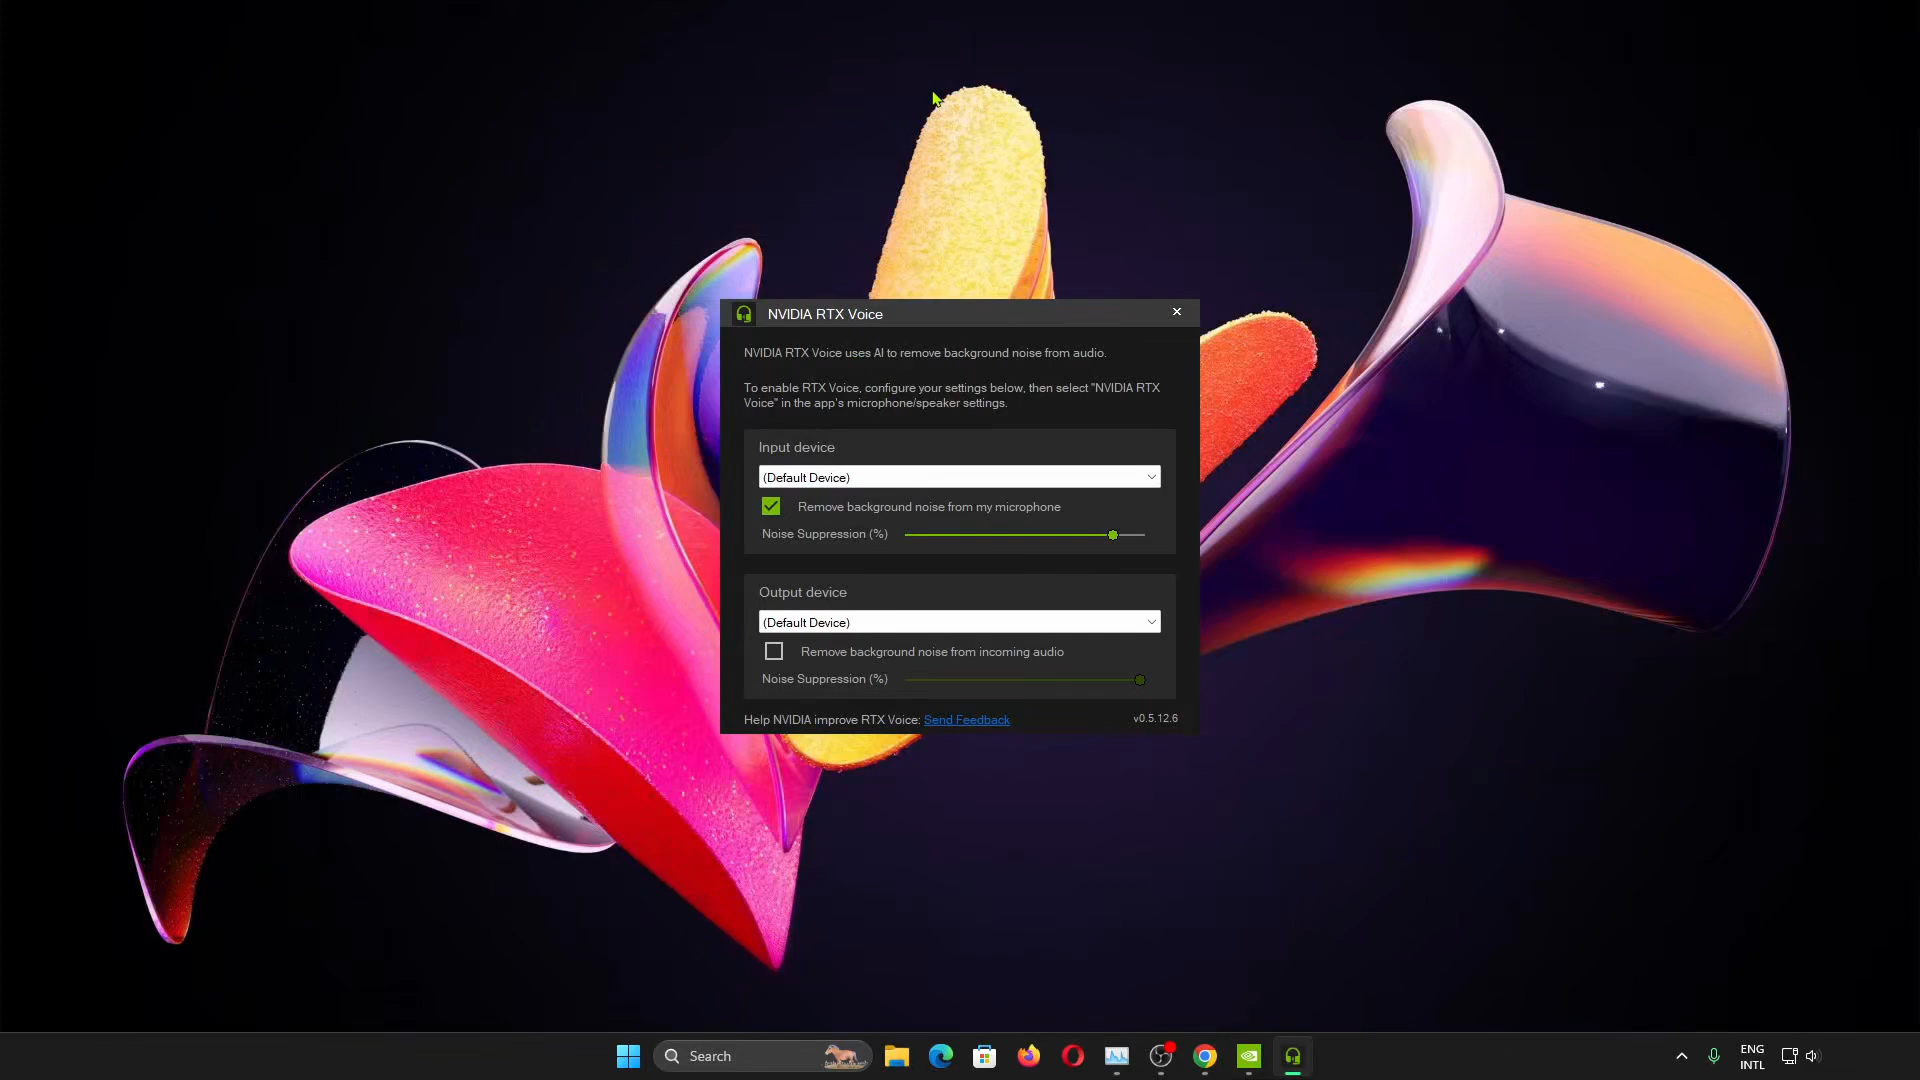 NVIDIA RTX Voice
NVIDIA RTX Voice uses AI to remove background noise from audio.
To enable RTX Voice, configure your settings below, then select "NVIDIA RTX
Voice" in the app's microphone/speaker settings.
Input device
(Default Device)
Remove background noise from my microphone
Noise Suppression (%)
Output device
(Default Device)
Remove background noise from incoming audio
Noise Suppression (%)
Help NVIDIA improve RTX Voice: Send Feedback
v0.5.12.6
Search
ENG
INTL